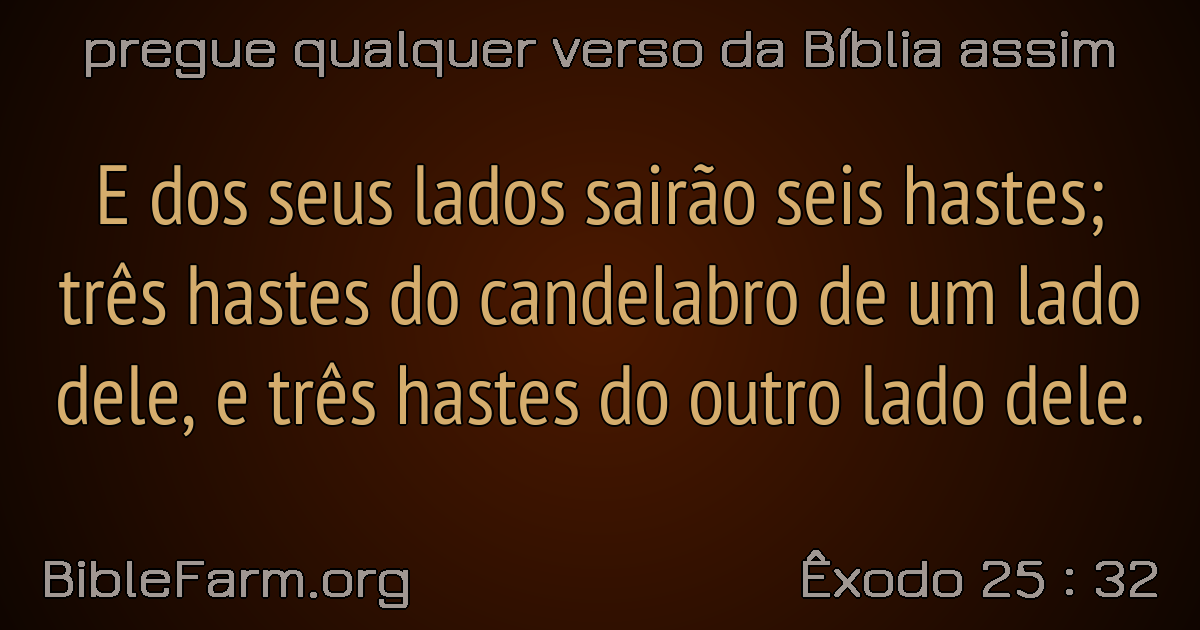 pregue qualquer verso da Bíblia assim
E dos seus lados sairão seis hastes;
três hastes do candelabro de um lado
dele, e três hastes do outro lado dele.
BibleFarm.org
Êxodo 25 : 32